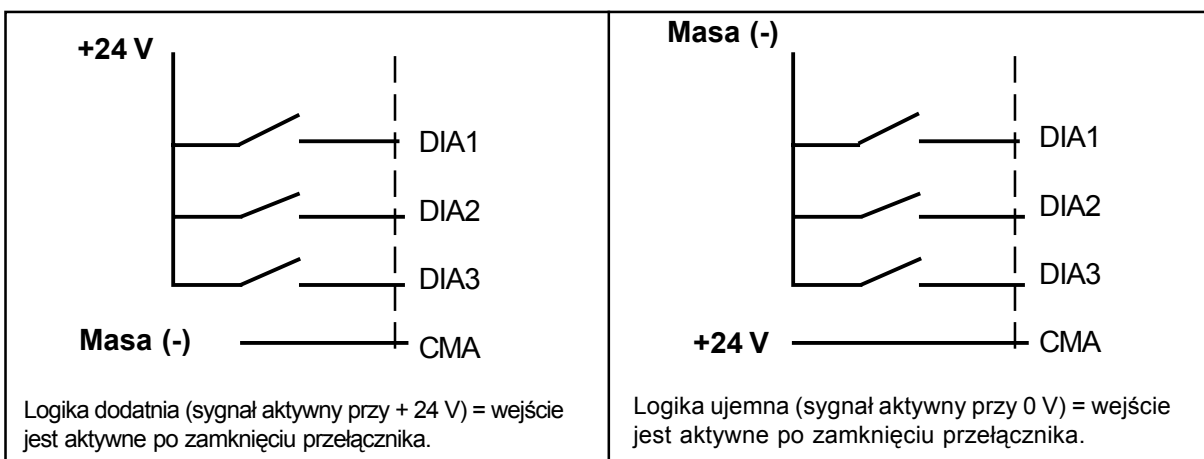 +24 V
DIA1
DIA2
DIA3
Masa (-)
CMA
Logika dodatnia (sygnał aktywny przy + 24 V) = wejście
jest aktywne po zamknięciu przełącznika.
Masa (-)
DIA1
DIA2
DIA3
+24 V
CMA
Logika ujemna (sygnał aktywny przy 0 V) = wejście
jest aktywne po zamknięciu przełącznika.